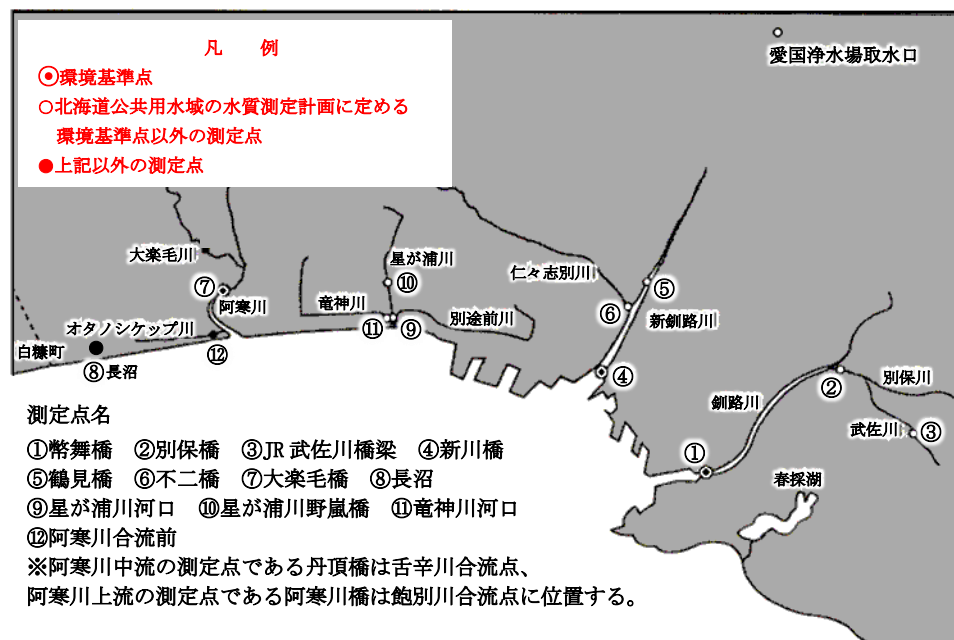 凡　例
◉環境基準点
○北海道公共用水域の水質測定計画に定める
環境基準点以外の測定点
●上記以外の測定点
愛国浄水場取水口
大楽毛川
星が浦川
仁々志別川
⑦
⑩
⑤
阿寒川
竜神川
別途前川
⑥
新釧路川
オタノシケップ川
⑪
⑨
白糠町
⑫
⑧長沼
④
②
別保川
釧路川
武佐川
③
①
春採湖
測定点名
①幣舞橋　②別保橋　③JR武佐川橋梁　④新川橋
⑤鶴見橋　⑥不二橋　⑦大楽毛橋　⑧長沼
⑨星が浦川河口　⑩星が浦川野嵐橋　⑪竜神川河口
⑫阿寒川合流前
※阿寒川中流の測定点である丹頂橋は舌辛川合流点、
阿寒川上流の測定点である阿寒川橋は飽別川合流点に位置する。